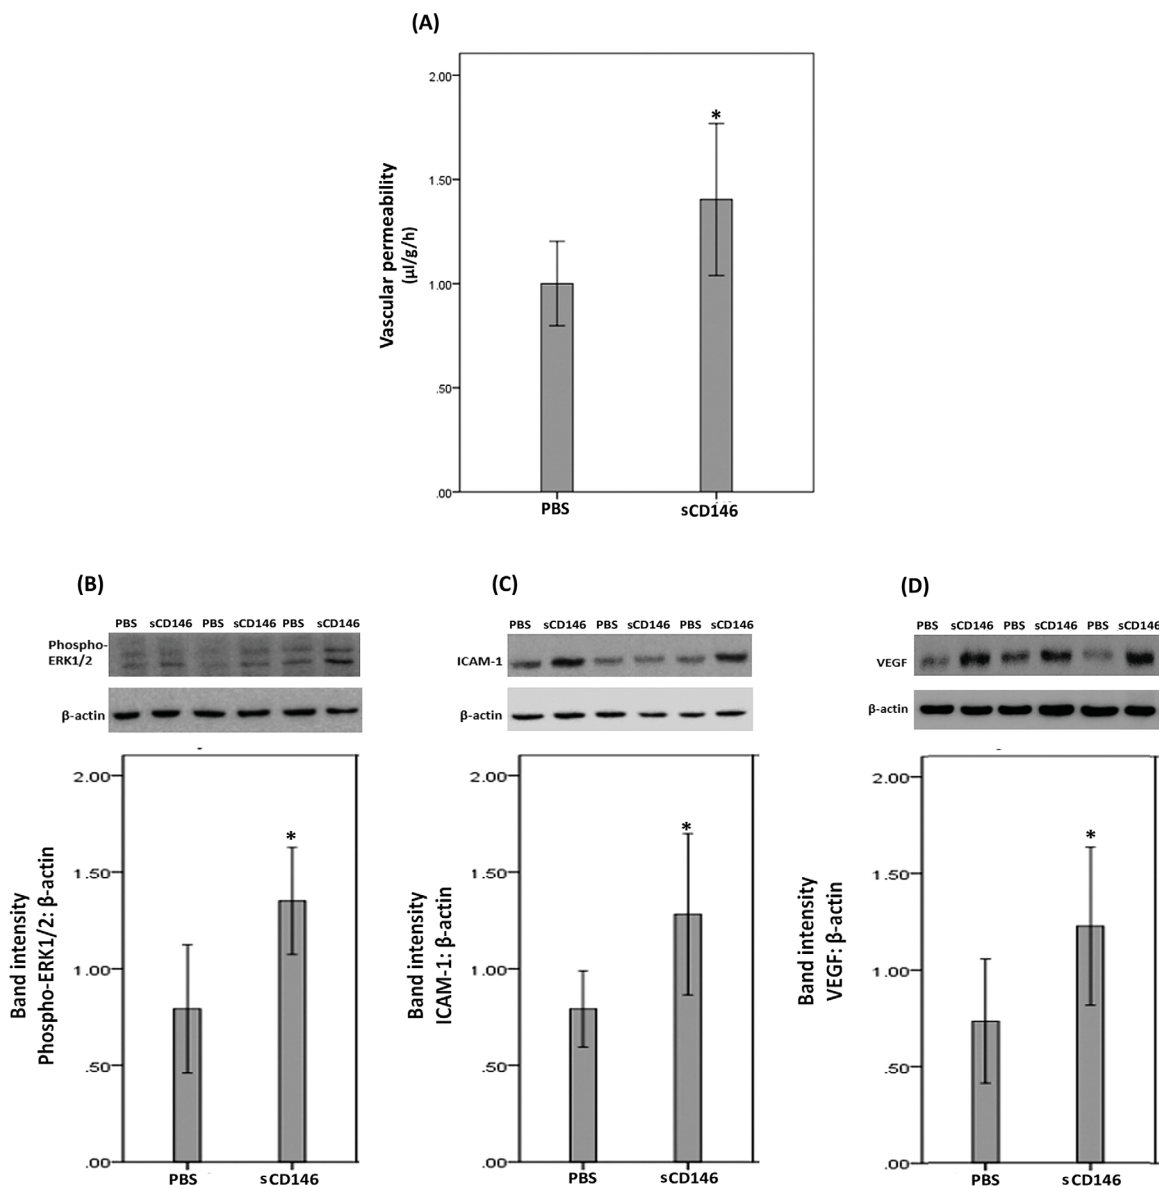 (A)
2.00
*
1.50
Vascular permeability
(µl/g/h)
1.00
.50
.00
PBS sCD146
(B)
PBS sCD146 PBS sCD146 PBS sCD146
Phospho-
ERK1/2
β-actin
2.00
*
1.50
Band intensity
Phospho-ERK1/2: β-actin
1.00
.50
.00
PBS sCD146
(C)
PBS sCD146 PBS sCD146 PBS sCD146
ICAM-1
β-actin
2.00
*
1.50
Band intensity
ICAM-1: β-actin
1.00
.50
.00
PBS sCD146
(D)
PBS sCD146 PBS sCD146 PBS sCD146
VEGF
β-actin
2.00
*
1.50
Band intensity
VEGF: β-actin
1.00
.50
.00
PBS sCD146